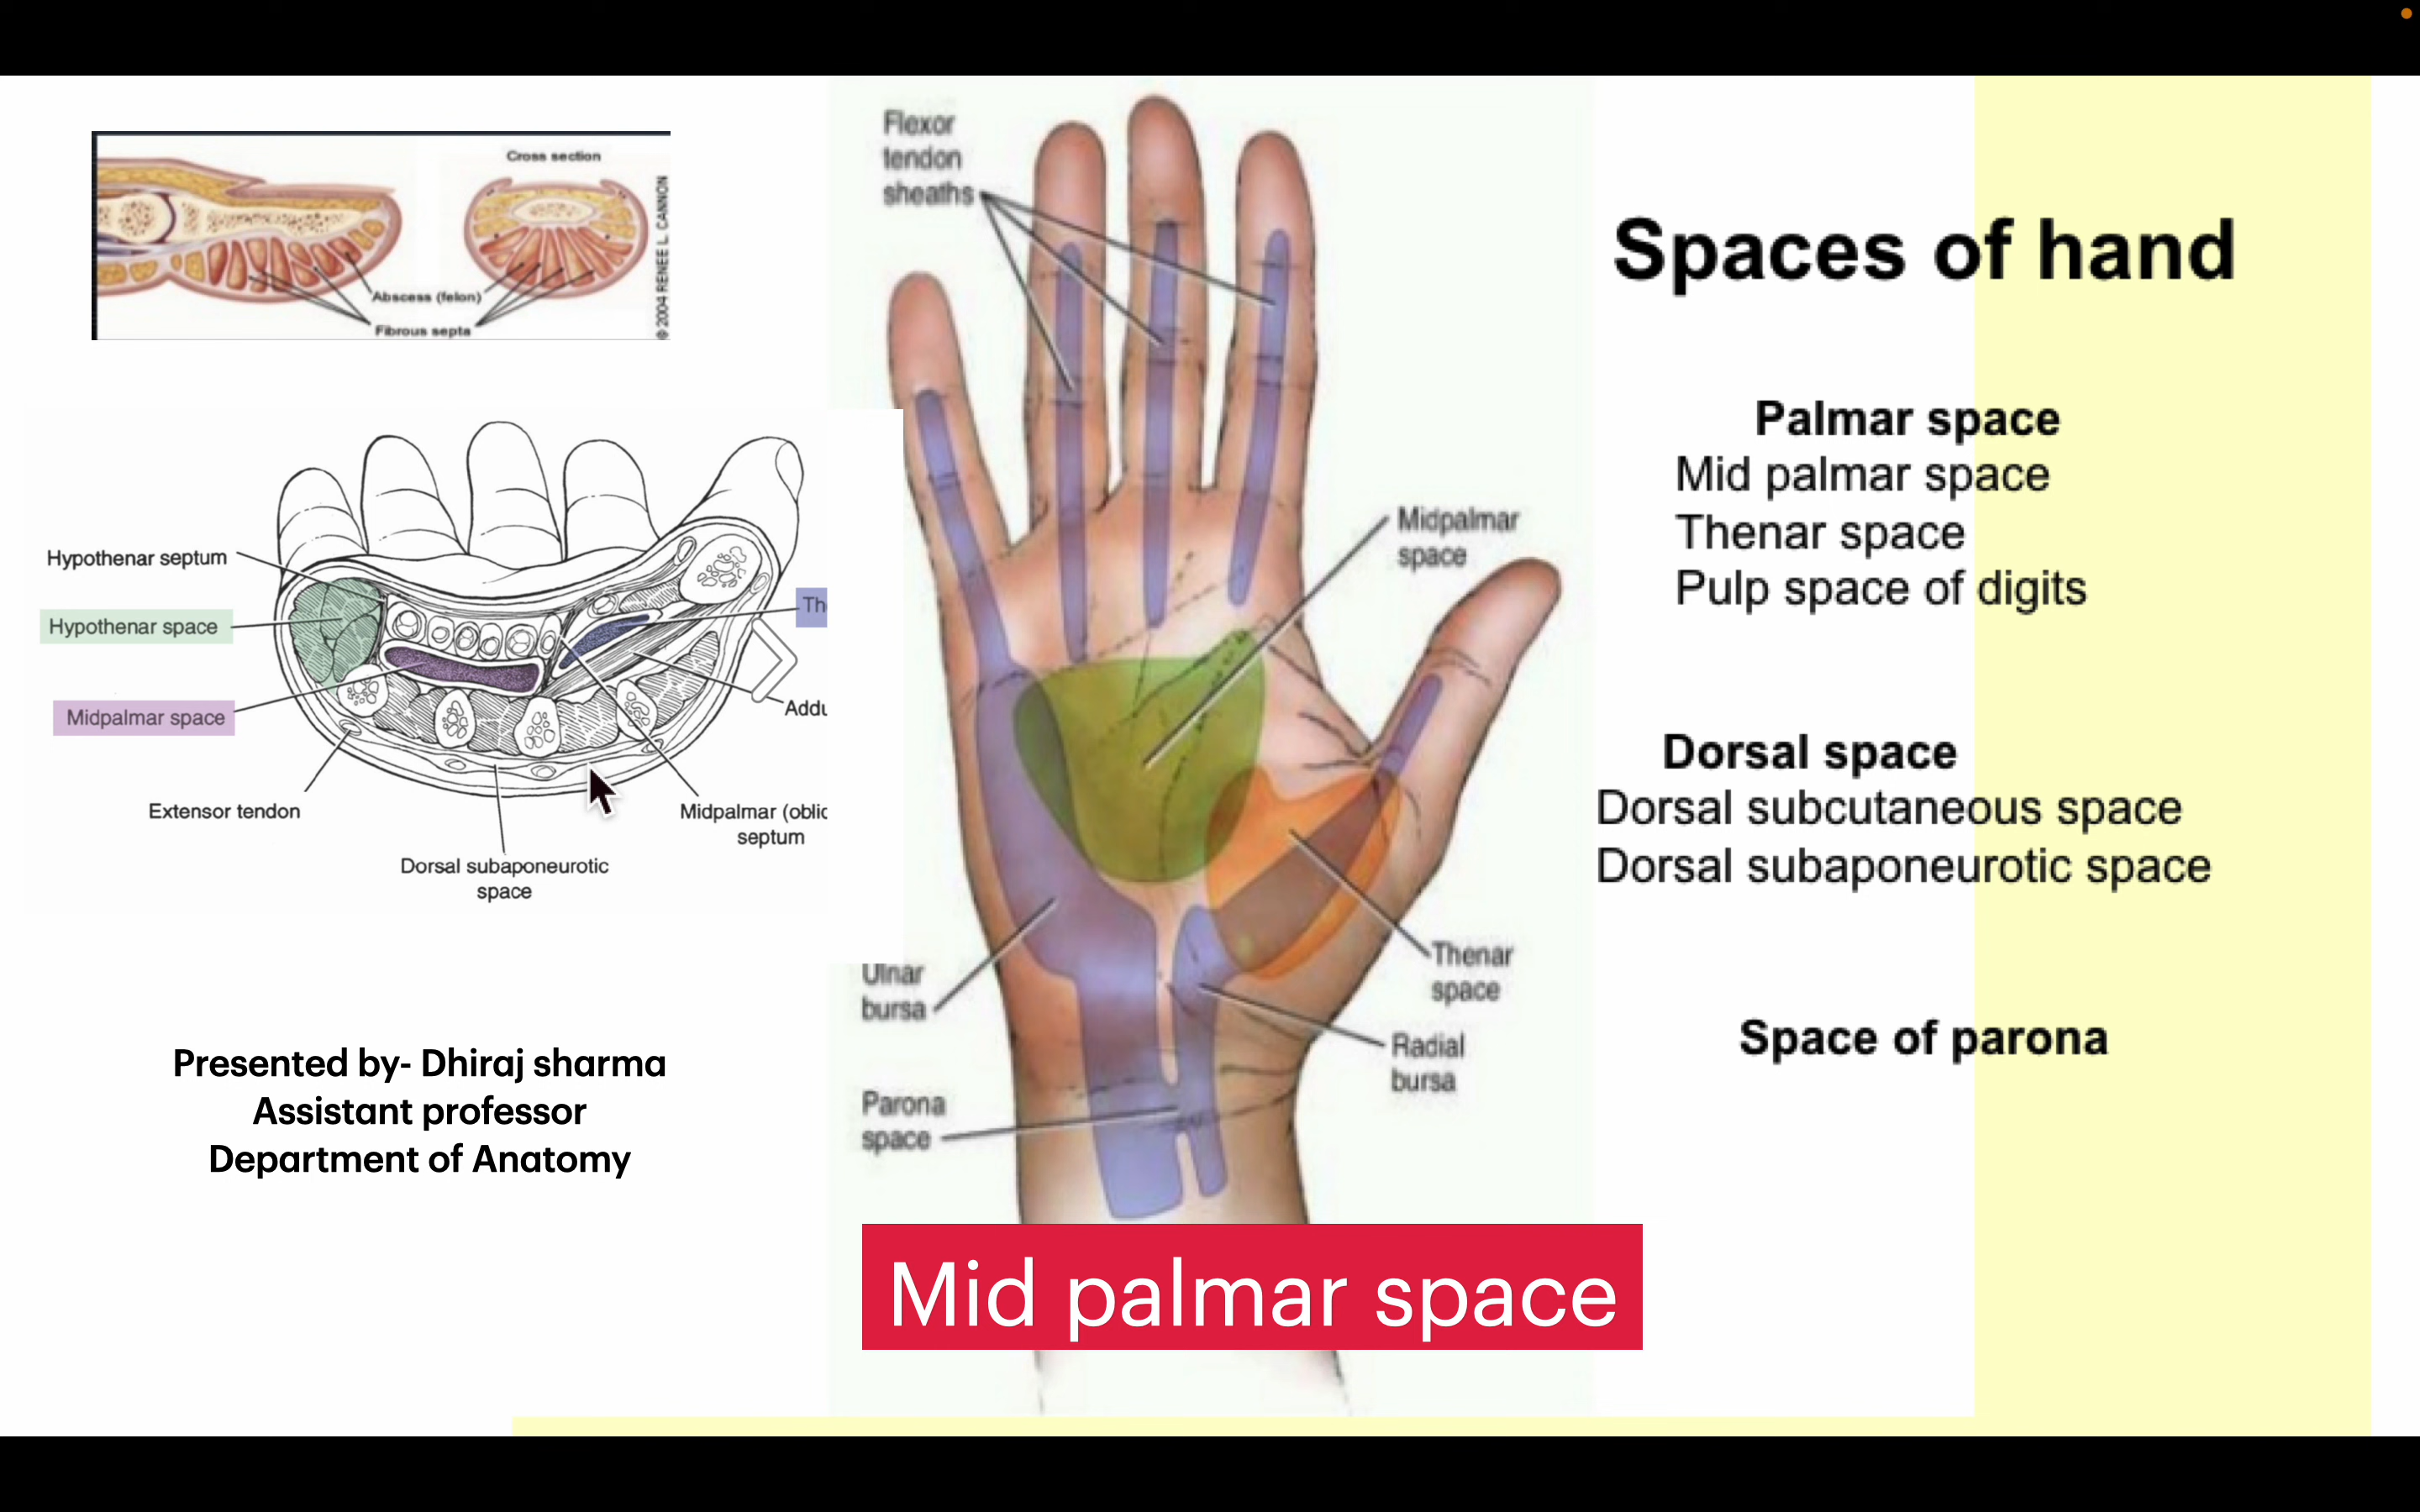 Cross section
Abscess (felon)
Fibrous septa
© 2004 RENEE L. CANNON
Hypothenar septum
Hypothenar space
Midpalmar space
Extensor tendon
Dorsal subaponeurotic
space
Th
Addu
Midpalmar (oblic
septum
Presented by- Dhiraj sharma
Assistant professor
Department of Anatomy
Flexor
tendon
sheaths
Midpalmar
space
Ulnar
bursa
Thenar
space
Radial
bursa
Parona
space
Mid palmar space
Spaces of hand
Palmar space
Mid palmar space
Thenar space
Pulp space of digits
Dorsal space
Dorsal subcutaneous space
Dorsal subaponeurotic space
Space of parona